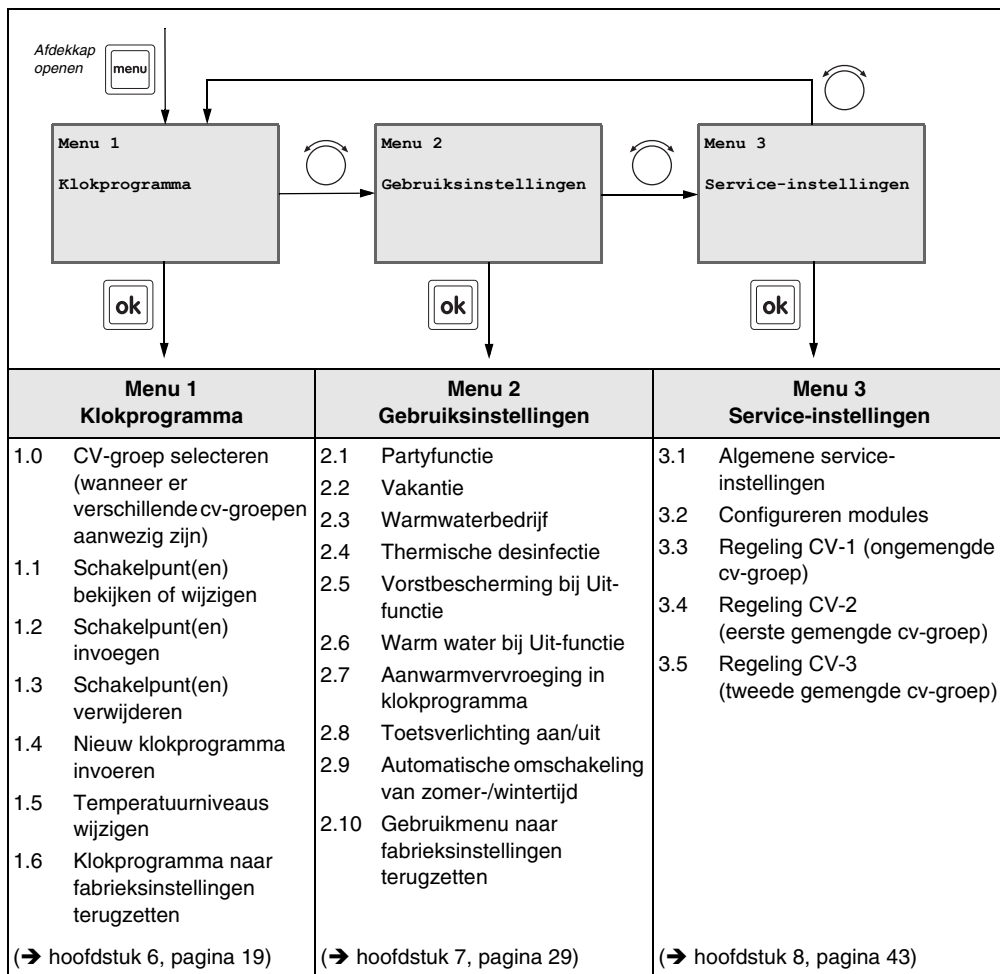 Afdekkap
openen
menu
Menu 1
Klokprogramma
Menu 2
Gebruiksinstellingen
Menu 3
Service-instellingen
ok
ok
ok
Menu 1
Klokprogramma
1.0 CV-groep selecteren
(wanneer er
verschillende cv-groepen
aanwezig zijn)
1.1 Schakelpunt(en)
bekijken of wijzigen
1.2 Schakelpunt(en)
invoegen
1.3 Schakelpunt(en)
verwijderen
1.4 Nieuw klokprogramma
invoeren
1.5 Temperatuurniveaus
wijzigen
1.6 Klokprogramma naar
fabrieksinstellingen
terugzetten
(➔ hoofdstuk 6, pagina 19)
Menu 2
Gebruiksinstellingen
2.1 Partyfunctie
2.2 Vakantie
2.3 Warmwaterbedrijf
2.4 Thermische desinfectie
2.5 Vorstbescherming bij Uit-
functie
2.6 Warm water bij Uit-functie
2.7 Aanwarmvervroeging in
klokprogramma
2.8 Toetsverlichting aan/uit
2.9 Automatische omschakeling
van zomer-/wintertijd
2.10 Gebruikmenu naar
fabrieksinstellingen
terugzetten
(➔ hoofdstuk 7, pagina 29)
Menu 3
Service-instellingen
3.1 Algemene service-
instellingen
3.2 Configureren modules
3.3 Regeling CV-1 (ongemengde
cv-groep)
3.4 Regeling CV-2
(eerste gemengde cv-groep)
3.5 Regeling CV-3
(tweede gemengde cv-groep)
(➔ hoofdstuk 8, pagina 43)